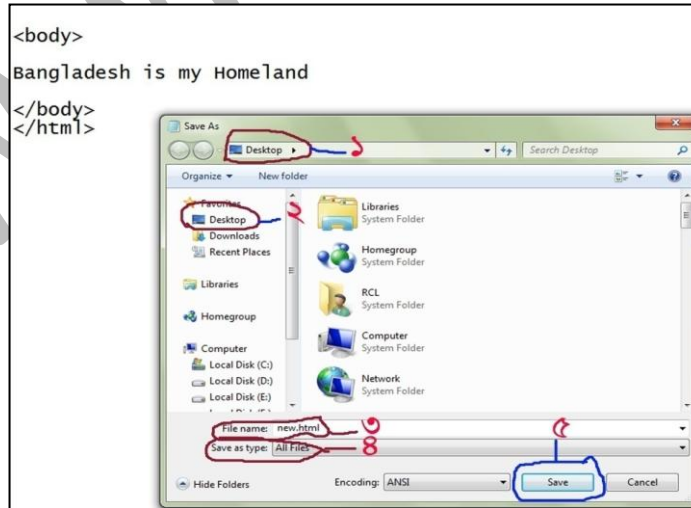 <body>
Bangladesh is my Homeland
</body>
</html>
Save As
Desktop ১
Search Desktop
Organize New folder
Favorites
Desktop ২
Downloads
Recent Places
Libraries
Homegroup
Computer
Local Disk (C:)
Local Disk (D:)
Local Disk (E:)
Libraries
System Folder
Homegroup
System Folder
RCL
System Folder
Computer
System Folder
Network
System Folder
File name: new.html ৩
Save as type: All Files ৪
৫
Hide Folders Encoding: ANSI Save Cancel